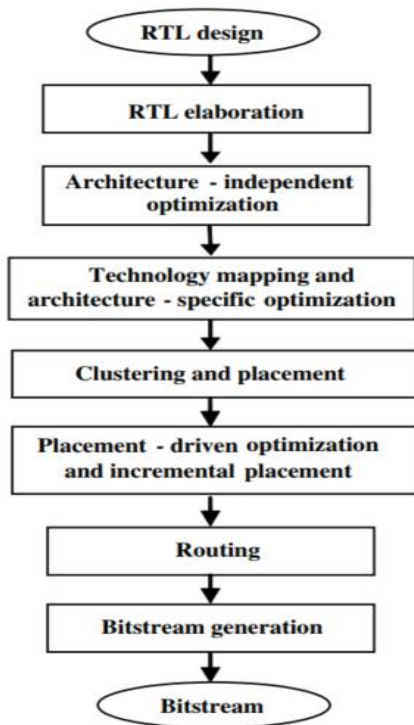 RTL design
RTL elaboration
Architecture - independent
optimization
Technology mapping and
architecture - specific optimization
Clustering and placement
Placement - driven optimization
and incremental placement
Routing
Bitstream generation
Bitstream